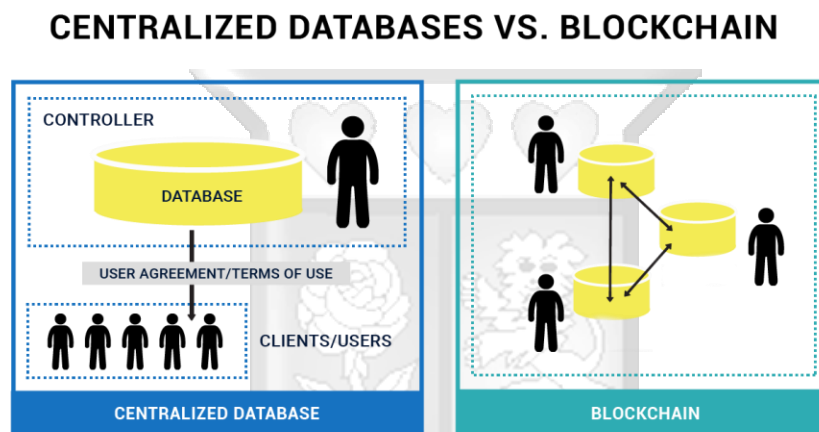 CENTRALIZED DATABASES VS. BLOCKCHAIN
CONTROLLER
DATABASE
USER AGREEMENT/TERMS OF USE
CLIENTS/USERS
CENTRALIZED DATABASE
BLOCKCHAIN